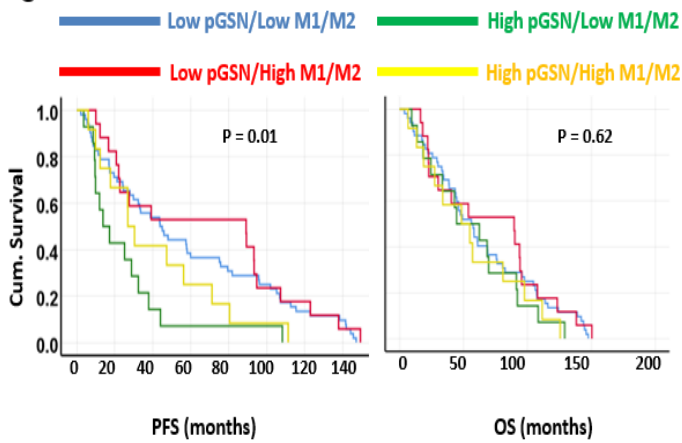 Low pGSN/Low M1/M2
High pGSN/Low M1/M2
Low pGSN/High M1/M2
High pGSN/High M1/M2
Cum. Survival
1.0
0.8
0.6
0.4
0.2
0.0
P = 0.01
0 20 40 60 80 100 120 140
PFS (months)
P = 0.62
0 50 100 150 200
OS (months)